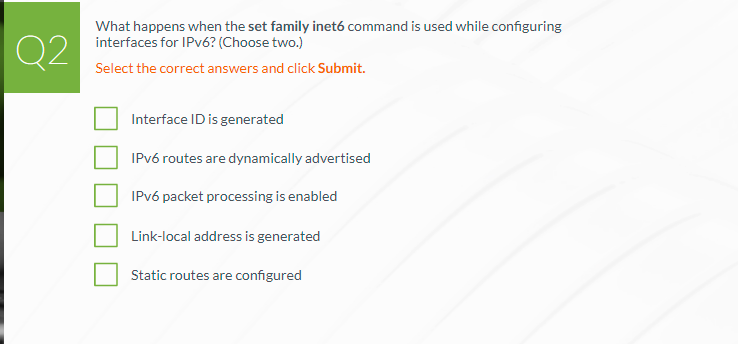 Q2
What happens when the set family inet6 command is used while configuring
interfaces for IPv6? (Choose two.)
Select the correct answers and click Submit.
Interface ID is generated
IPv6 routes are dynamically advertised
IPv6 packet processing is enabled
Link-local address is generated
Static routes are configured